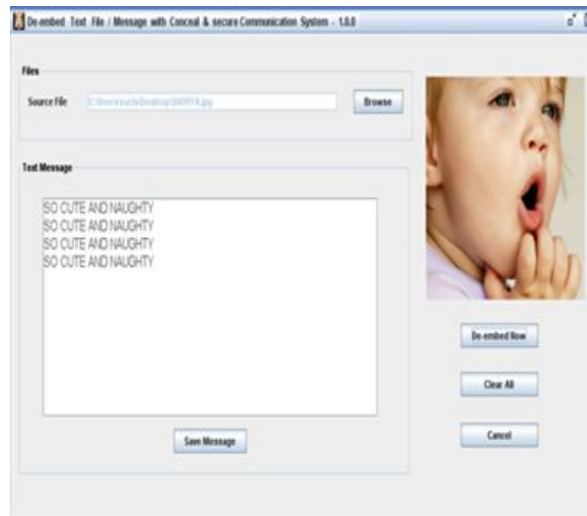 De-embed Text File / Message with Conceal & secure Communication System - 1.0.0
Files
Source File
Browse
Text Message
SO CUTE AND NAUGHTY
SO CUTE AND NAUGHTY
SO CUTE AND NAUGHTY
SO CUTE AND NAUGHTY
De-embed Now
Clear All
Save Message
Cancel